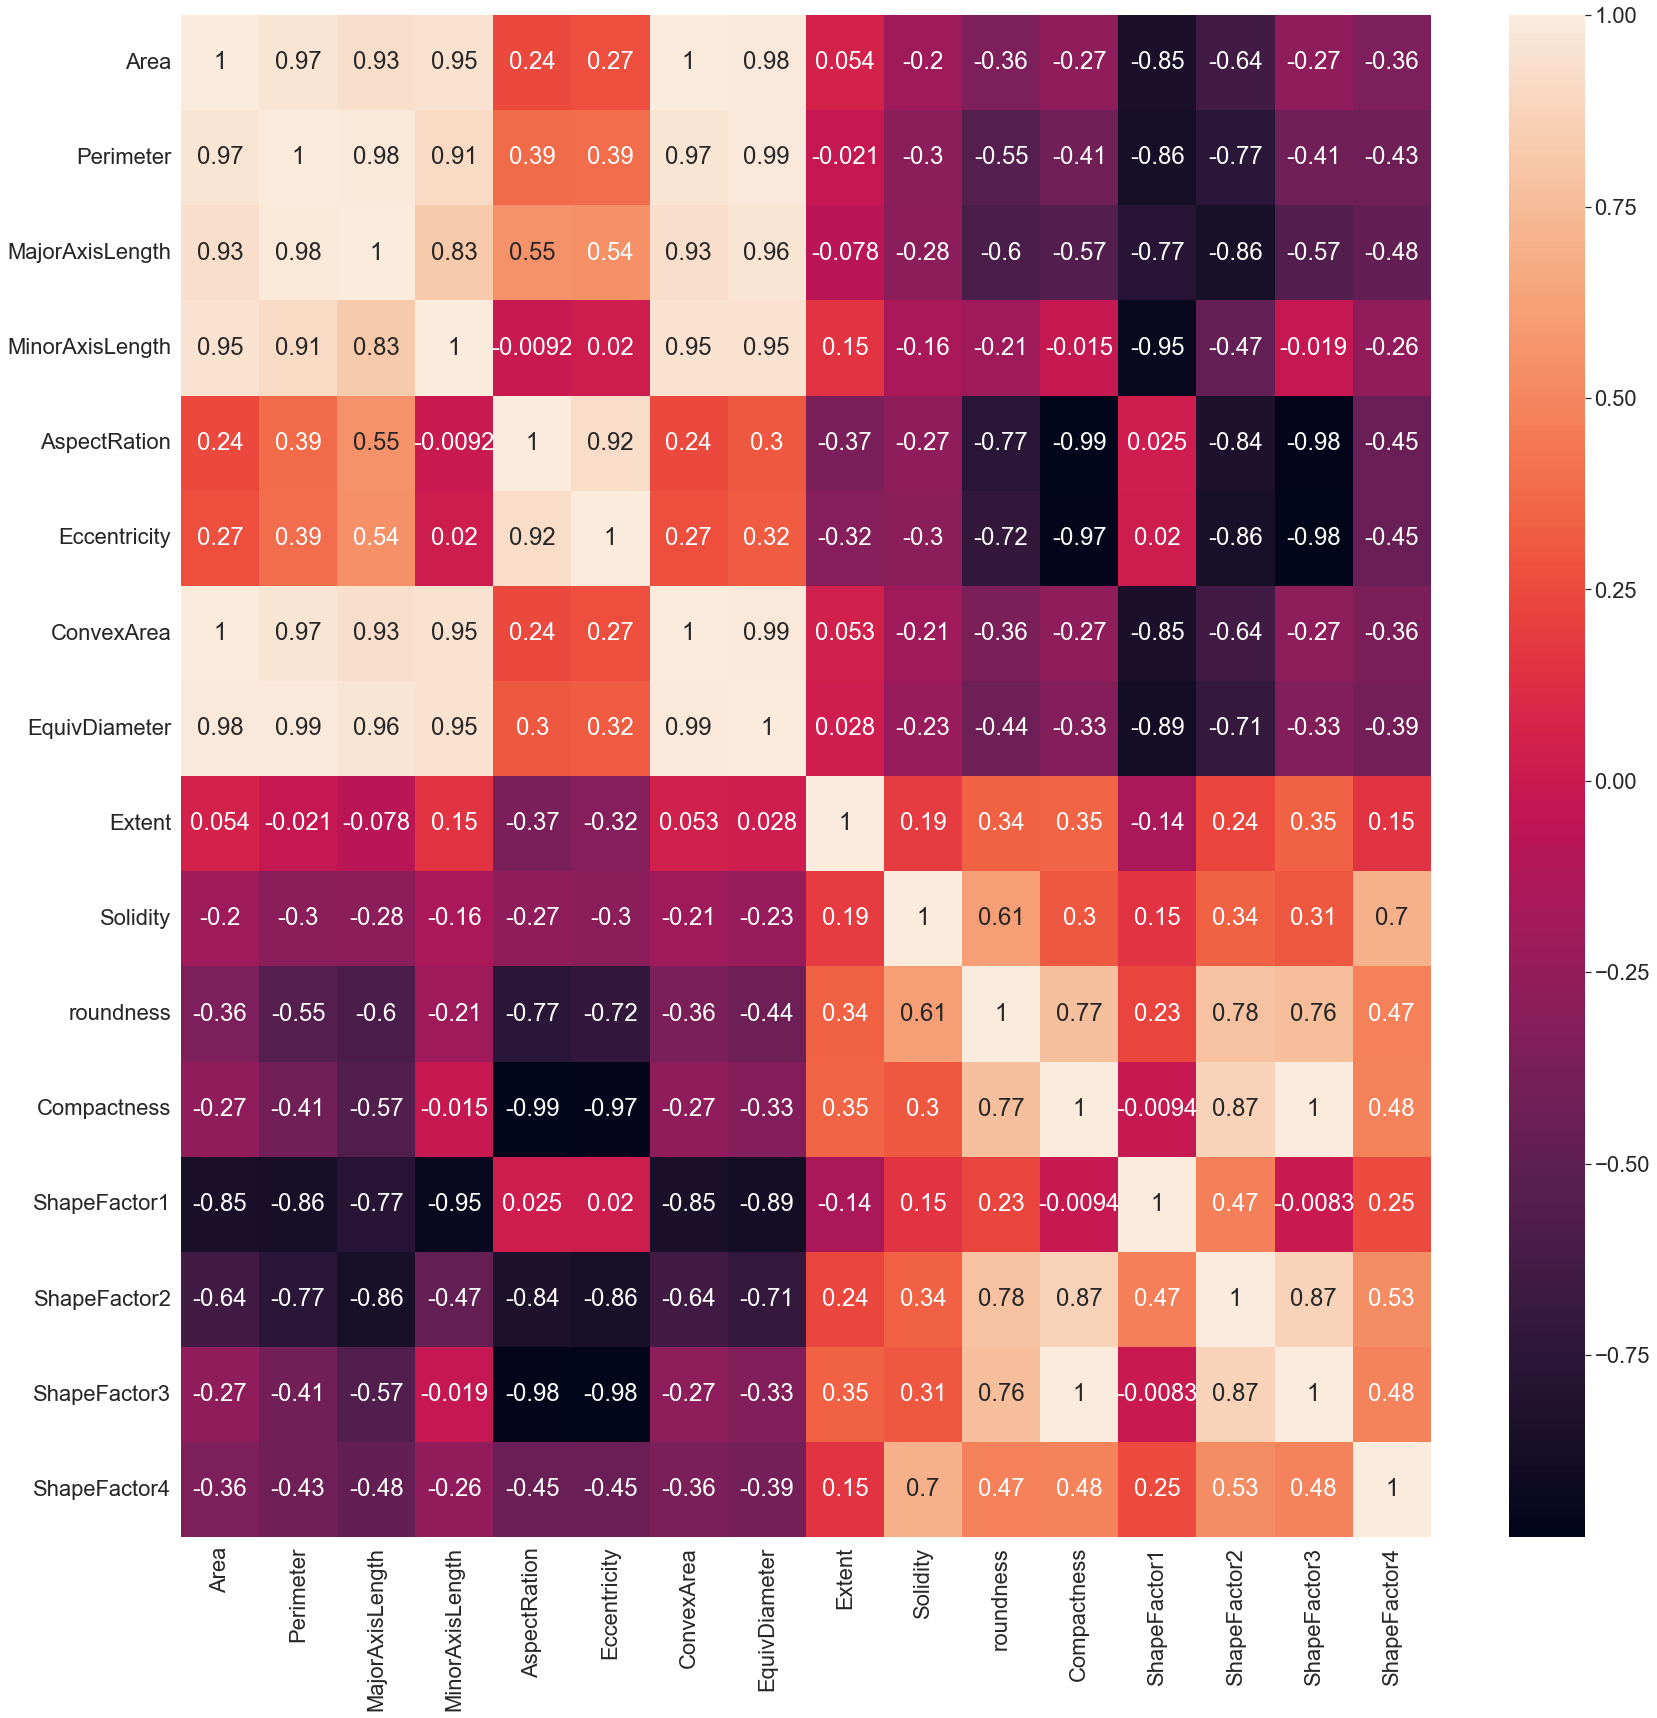 Area 1 0.97 0.93 0.95 0.24 0.27 1 0.98 0.054 -0.2 -0.36 -0.27 -0.85 -0.64 -0.27 -0.36
Perimeter 0.97 1 0.98 0.91 0.39 0.39 0.97 0.99 -0.021 -0.3 -0.55 -0.41 -0.86 -0.77 -0.41 -0.43
MajorAxisLength 0.93 0.98 1 0.83 0.55 0.54 0.93 0.96 -0.078 -0.28 -0.6 -0.57 -0.77 -0.86 -0.57 -0.48
MinorAxisLength 0.95 0.91 0.83 1 -0.0092 0.02 0.95 0.95 0.15 -0.16 -0.21 -0.015 -0.95 -0.47 -0.019 -0.26
AspectRation 0.24 0.39 0.55 -0.0092 1 0.92 0.24 0.3 -0.37 -0.27 -0.77 -0.99 0.025 -0.84 -0.98 -0.45
Eccentricity 0.27 0.39 0.54 0.02 0.92 1 0.27 0.32 -0.32 -0.3 -0.72 -0.97 0.02 -0.86 -0.98 -0.45
ConvexArea 1 0.97 0.93 0.95 0.24 0.27 1 0.99 0.053 -0.21 -0.36 -0.27 -0.85 -0.64 -0.27 -0.36
EquivDiameter 0.98 0.99 0.96 0.95 0.3 0.32 0.99 1 0.028 -0.23 -0.44 -0.33 -0.89 -0.71 -0.33 -0.39
Extent 0.054 -0.021 -0.078 0.15 -0.37 -0.32 0.053 0.028 1 0.19 0.34 0.35 -0.14 0.24 0.35 0.15
Solidity -0.2 -0.3 -0.28 -0.16 -0.27 -0.3 -0.21 -0.23 0.19 1 0.61 0.3 0.15 0.34 0.31 0.7
roundness -0.36 -0.55 -0.6 -0.21 -0.77 -0.72 -0.36 -0.44 0.34 0.61 1 0.77 0.23 0.78 0.76 0.47
Compactness -0.27 -0.41 -0.57 -0.015 -0.99 -0.97 -0.27 -0.33 0.35 0.3 0.77 1 -0.0094 0.87 1 0.48
ShapeFactor1 -0.85 -0.86 -0.77 -0.95 0.025 0.02 -0.85 -0.89 -0.14 0.15 0.23 -0.0094 1 0.47 -0.0083 0.25
ShapeFactor2 -0.64 -0.77 -0.86 -0.47 -0.84 -0.86 -0.64 -0.71 0.24 0.34 0.78 0.87 0.47 1 0.87 0.53
ShapeFactor3 -0.27 -0.41 -0.57 -0.019 -0.98 -0.98 -0.27 -0.33 0.35 0.31 0.76 1 -0.0083 0.87 1 0.48
ShapeFactor4 -0.36 -0.43 -0.48 -0.26 -0.45 -0.45 -0.36 -0.39 0.15 0.7 0.47 0.48 0.25 0.53 0.48 1
Area
Perimeter
MajorAxisLength
MinorAxisLength
AspectRation
Eccentricity
ConvexArea
EquivDiameter
Extent
Solidity
roundness
Compactness
ShapeFactor1
ShapeFactor2
ShapeFactor3
ShapeFactor4
1.00
0.75
0.50
0.25
0.00
−0.25
−0.50
−0.75